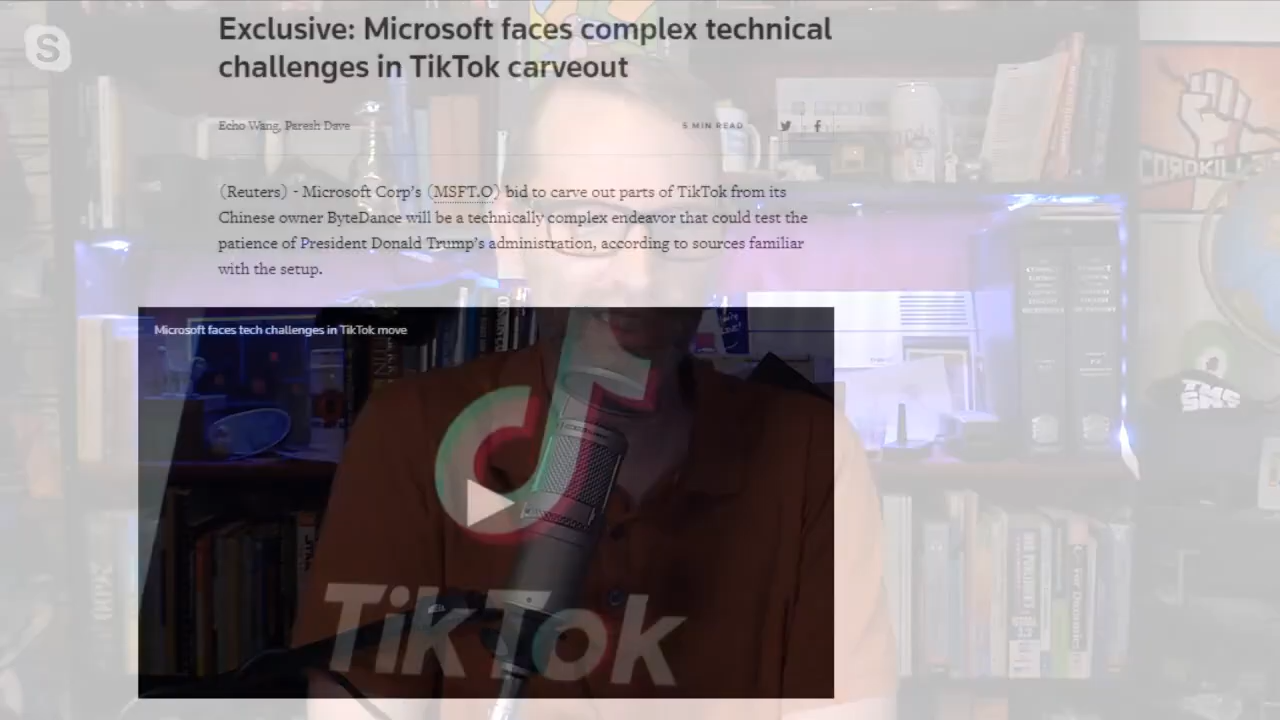 S
Exclusive: Microsoft faces complex technical
challenges in TikTok carveout
Echo Wang, Paresh Dave
5 MIN READ
(Reuters) - Microsoft Corp's (MSFT.O) bid to carve out parts of TikTok from its
Chinese owner ByteDance will be a technically complex endeavor that could test the
patience of President Donald Trump's administration, according to sources familiar
with the setup.
Microsoft faces tech challenges in TikTok move
TikTok